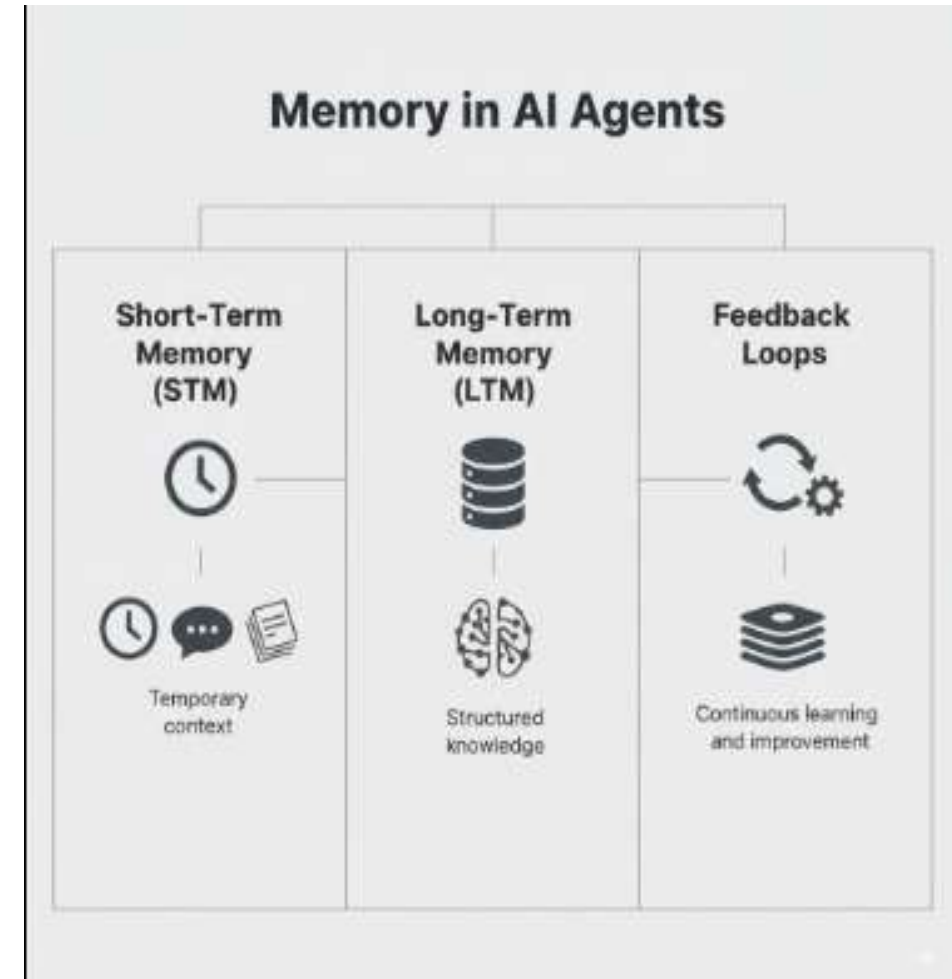 Memory in AI Agents
Short-Term
Memory
(STM)
Temporary
context
Long-Term
Memory
(LTM)
Structured
knowledge
Feedback
Loops
Continuous learning
and improvement